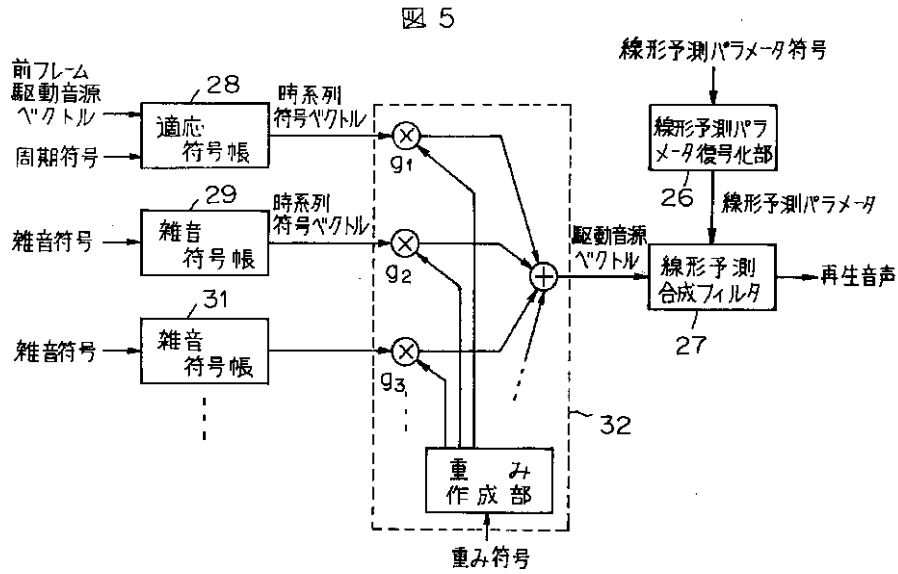 図 5
前フレーム
駆動音源
ベクトル
周期符号
28
適応
符号帳
時系列
符号ベクトル
g1
線形予測パラメータ符号
線形予測パラ
メータ復号化部
26
線形予測パラメータ
雑音符号
29
雑音
符号帳
時系列
符号ベクトル
g2
駆動音源
ベクトル
線形予測
合成フィルタ
27
再生音声
雑音符号
31
雑音
符号帳
g3
32
重み
作成部
重み符号